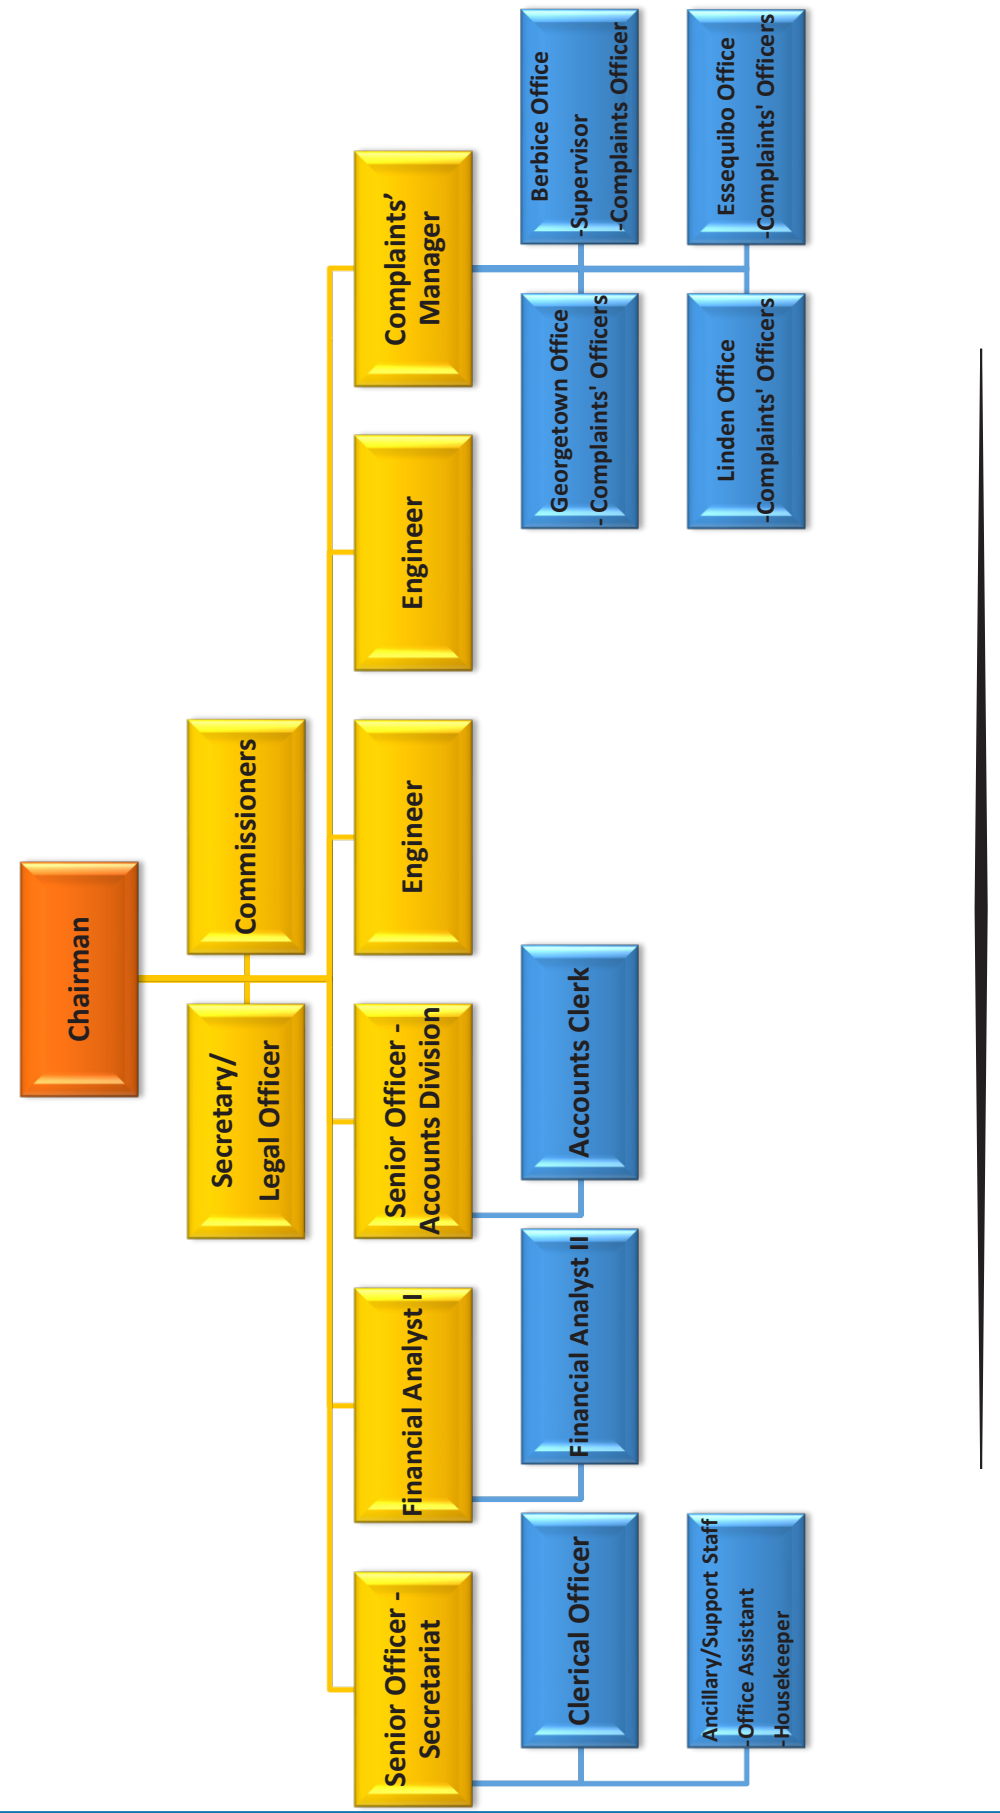 Chairman
Secretary/
Legal Officer
Commissioners
Senior Officer -
Secretariat
Financial Analyst I
Senior Officer -
Accounts Division
Engineer
Engineer
Complaints’
Manager
Clerical Officer
Financial Analyst II
Accounts Clerk
Georgetown Office
- Complaints' Officers
Berbice Office
-Supervisor
-Complaints Officer
Ancillary/Support Staff
-Office Assistant
-Housekeeper
Linden Office
-Complaints' Officers
Essequibo Office
-Complaints' Officers